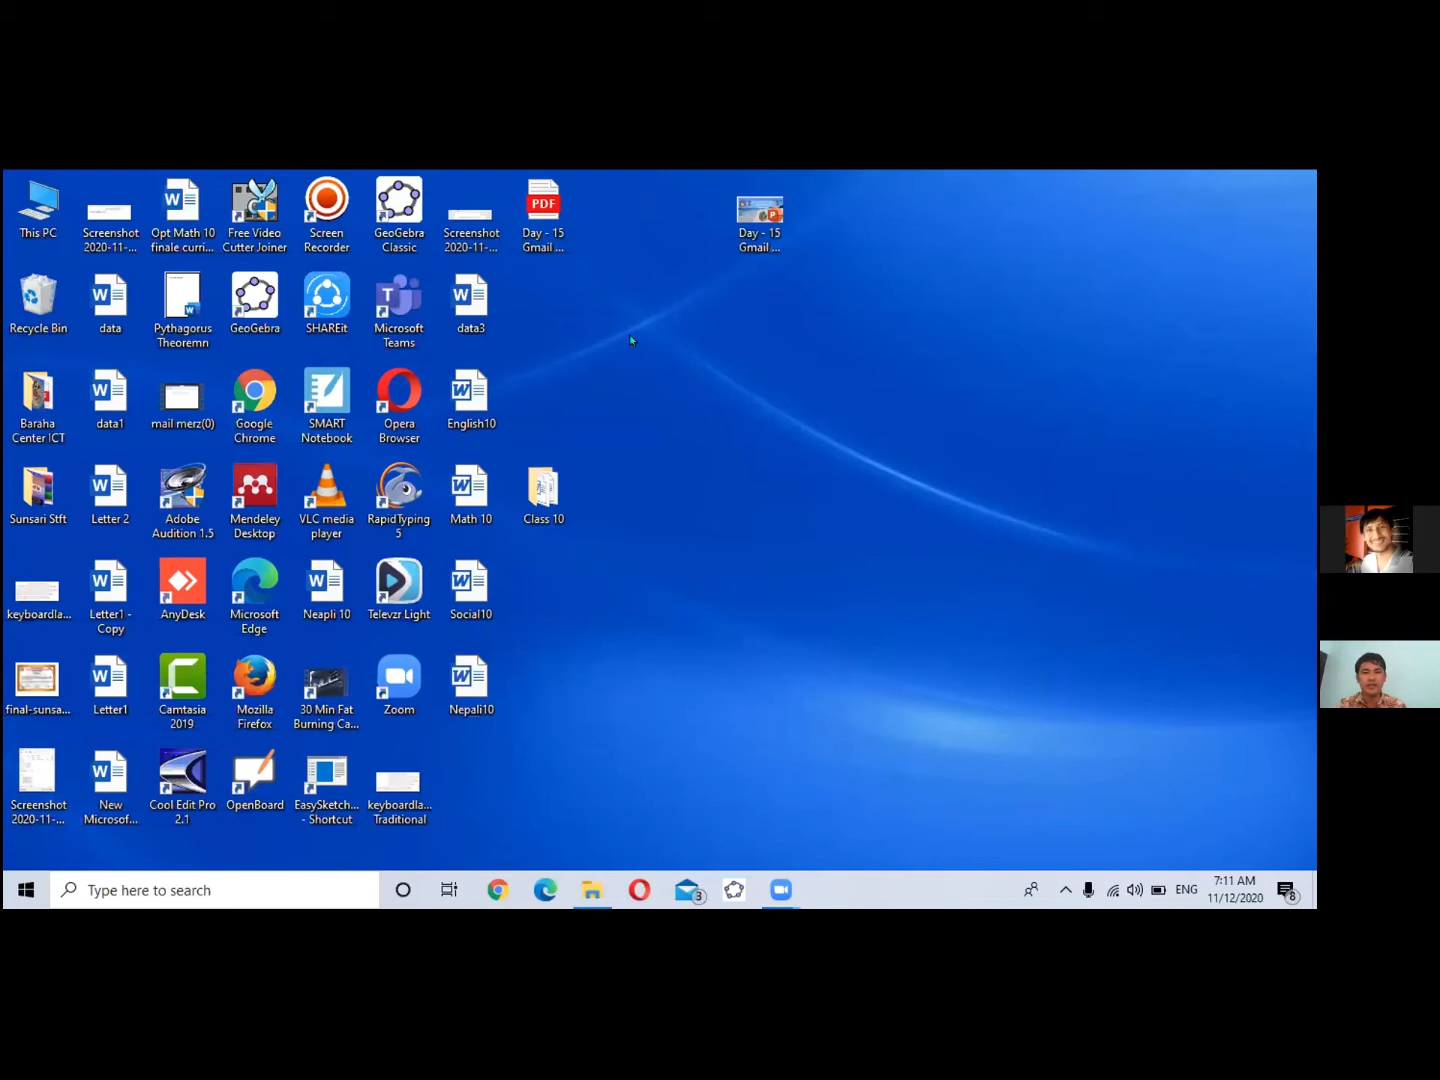 This PC
Screenshot
2020-11-...
Opt Math 10
finale curri...
Free Video
Cutter Joiner
Screen
Recorder
GeoGebra
Classic
Screenshot
2020-11-...
PDF
Day - 15
Gmail ...
Day - 15
Gmail ...
Recycle Bin
data
Pythagorus
Theoremn
GeoGebra
SHAREit
Microsoft
Teams
data3
Baraha
Center ICT
data1
mail merz(0)
Google
Chrome
SMART
Notebook
Opera
Browser
English10
Sunsari Stft
Letter 2
Adobe
Audition 1.5
Mendeley
Desktop
VLC media
player
RapidTyping
5
Math 10
Class 10
keyboardla...
Letter1 -
Copy
AnyDesk
Microsoft
Edge
Neapli 10
Televzr Light
Social10
final-sunsa...
Letter1
Camtasia
2019
Mozilla
Firefox
30 Min Fat
Burning Ca...
Zoom
Nepali10
Screenshot
2020-11-...
New
Microsof...
Cool Edit Pro
2.1
OpenBoard
EasySketch...
- Shortcut
keyboardla...
Traditional
Type here to search
3
ENG
7:11 AM
11/12/2020
8